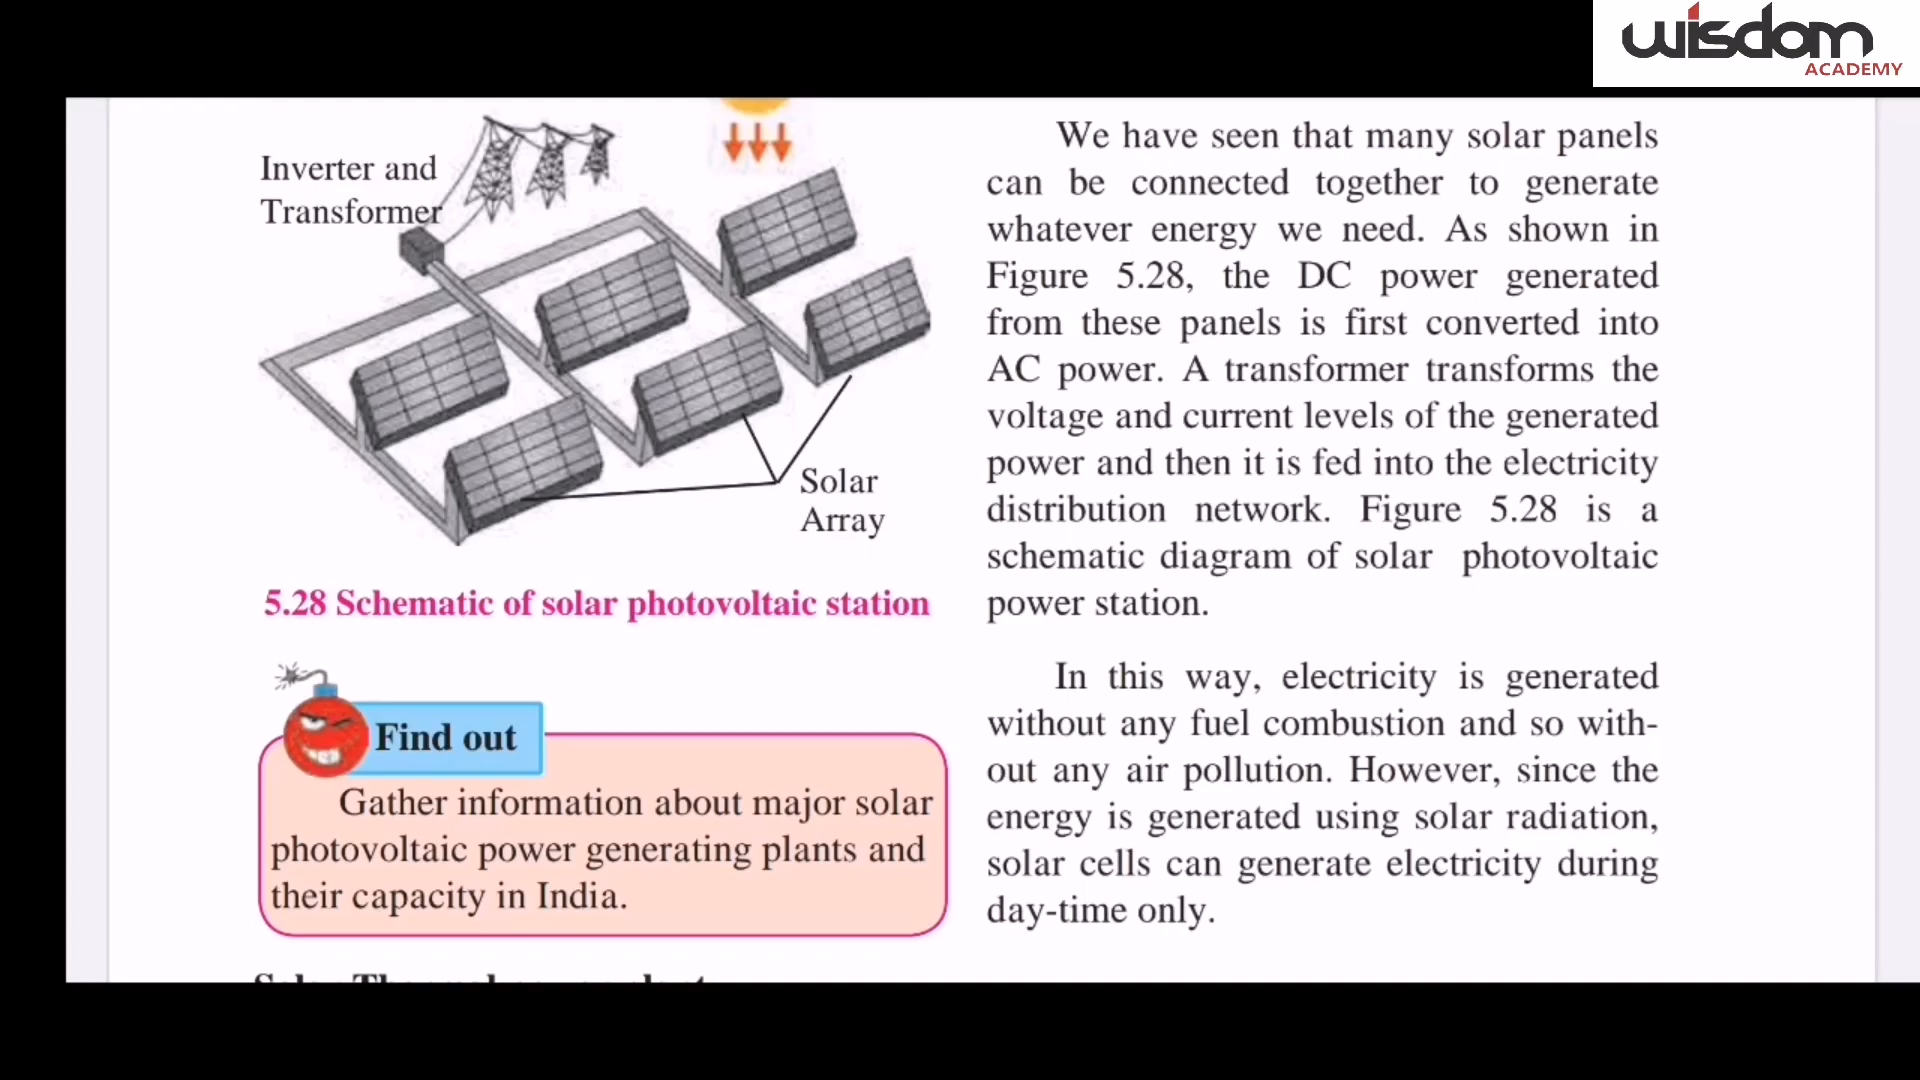 wisdom
ACADEMY
Inverter and
Transformer
Solar
Array
5.28 Schematic of solar photovoltaic station
Find out
Gather information about major solar
photovoltaic power generating plants and
their capacity in India.
We have seen that many solar panels
can be connected together to generate
whatever energy we need. As shown in
Figure 5.28, the DC power generated
from these panels is first converted into
AC power. A transformer transforms the
voltage and current levels of the generated
power and then it is fed into the electricity
distribution network. Figure 5.28 is a
schematic diagram of solar photovoltaic
power station.
In this way, electricity is generated
without any fuel combustion and so with-
out any air pollution. However, since the
energy is generated using solar radiation,
solar cells can generate electricity during
day-time only.